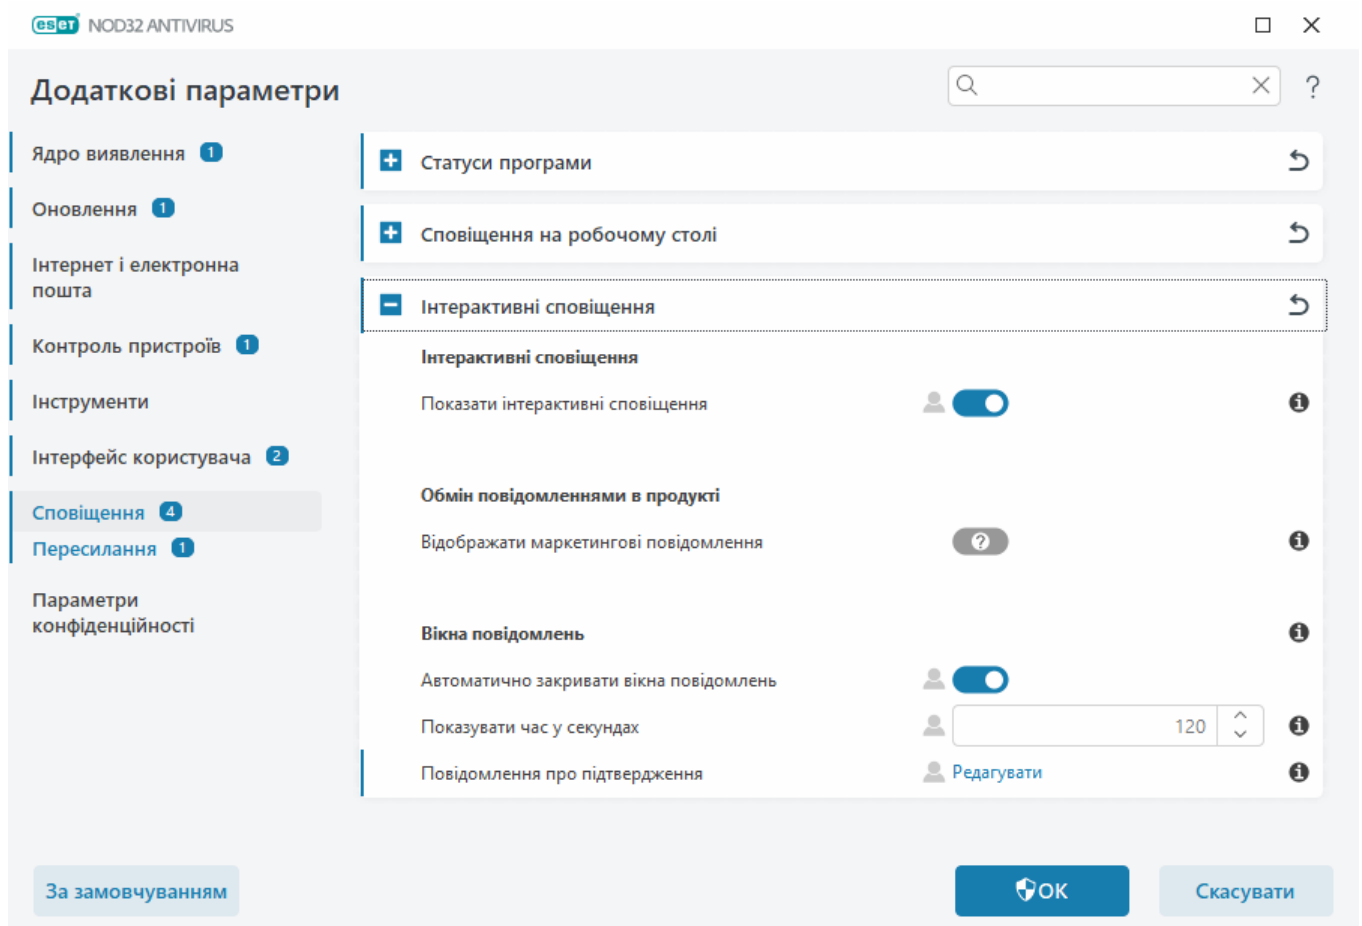 eset NOD32 ANTIVIRUS
Додаткові параметри
?
Ядро виявлення 1
Оновлення 1
Інтернет і електронна
пошта
Контроль пристроїв 1
Інструменти
Інтерфейс користувача 2
Сповіщення 4
Пересилання 1
Параметри
конфіденційності
Статуси програми
Сповіщення на робочому столі
Інтерактивні сповіщення
Інтерактивні сповіщення
Показати інтерактивні сповіщення
Обмін повідомленнями в продукті
Відображати маркетингові повідомлення
?
Вікна повідомлень
Автоматично закривати вікна повідомлень
Показувати час у секундах 120
Повідомлення про підтвердження Редагувати
За замовчуванням
ОК
Скасувати